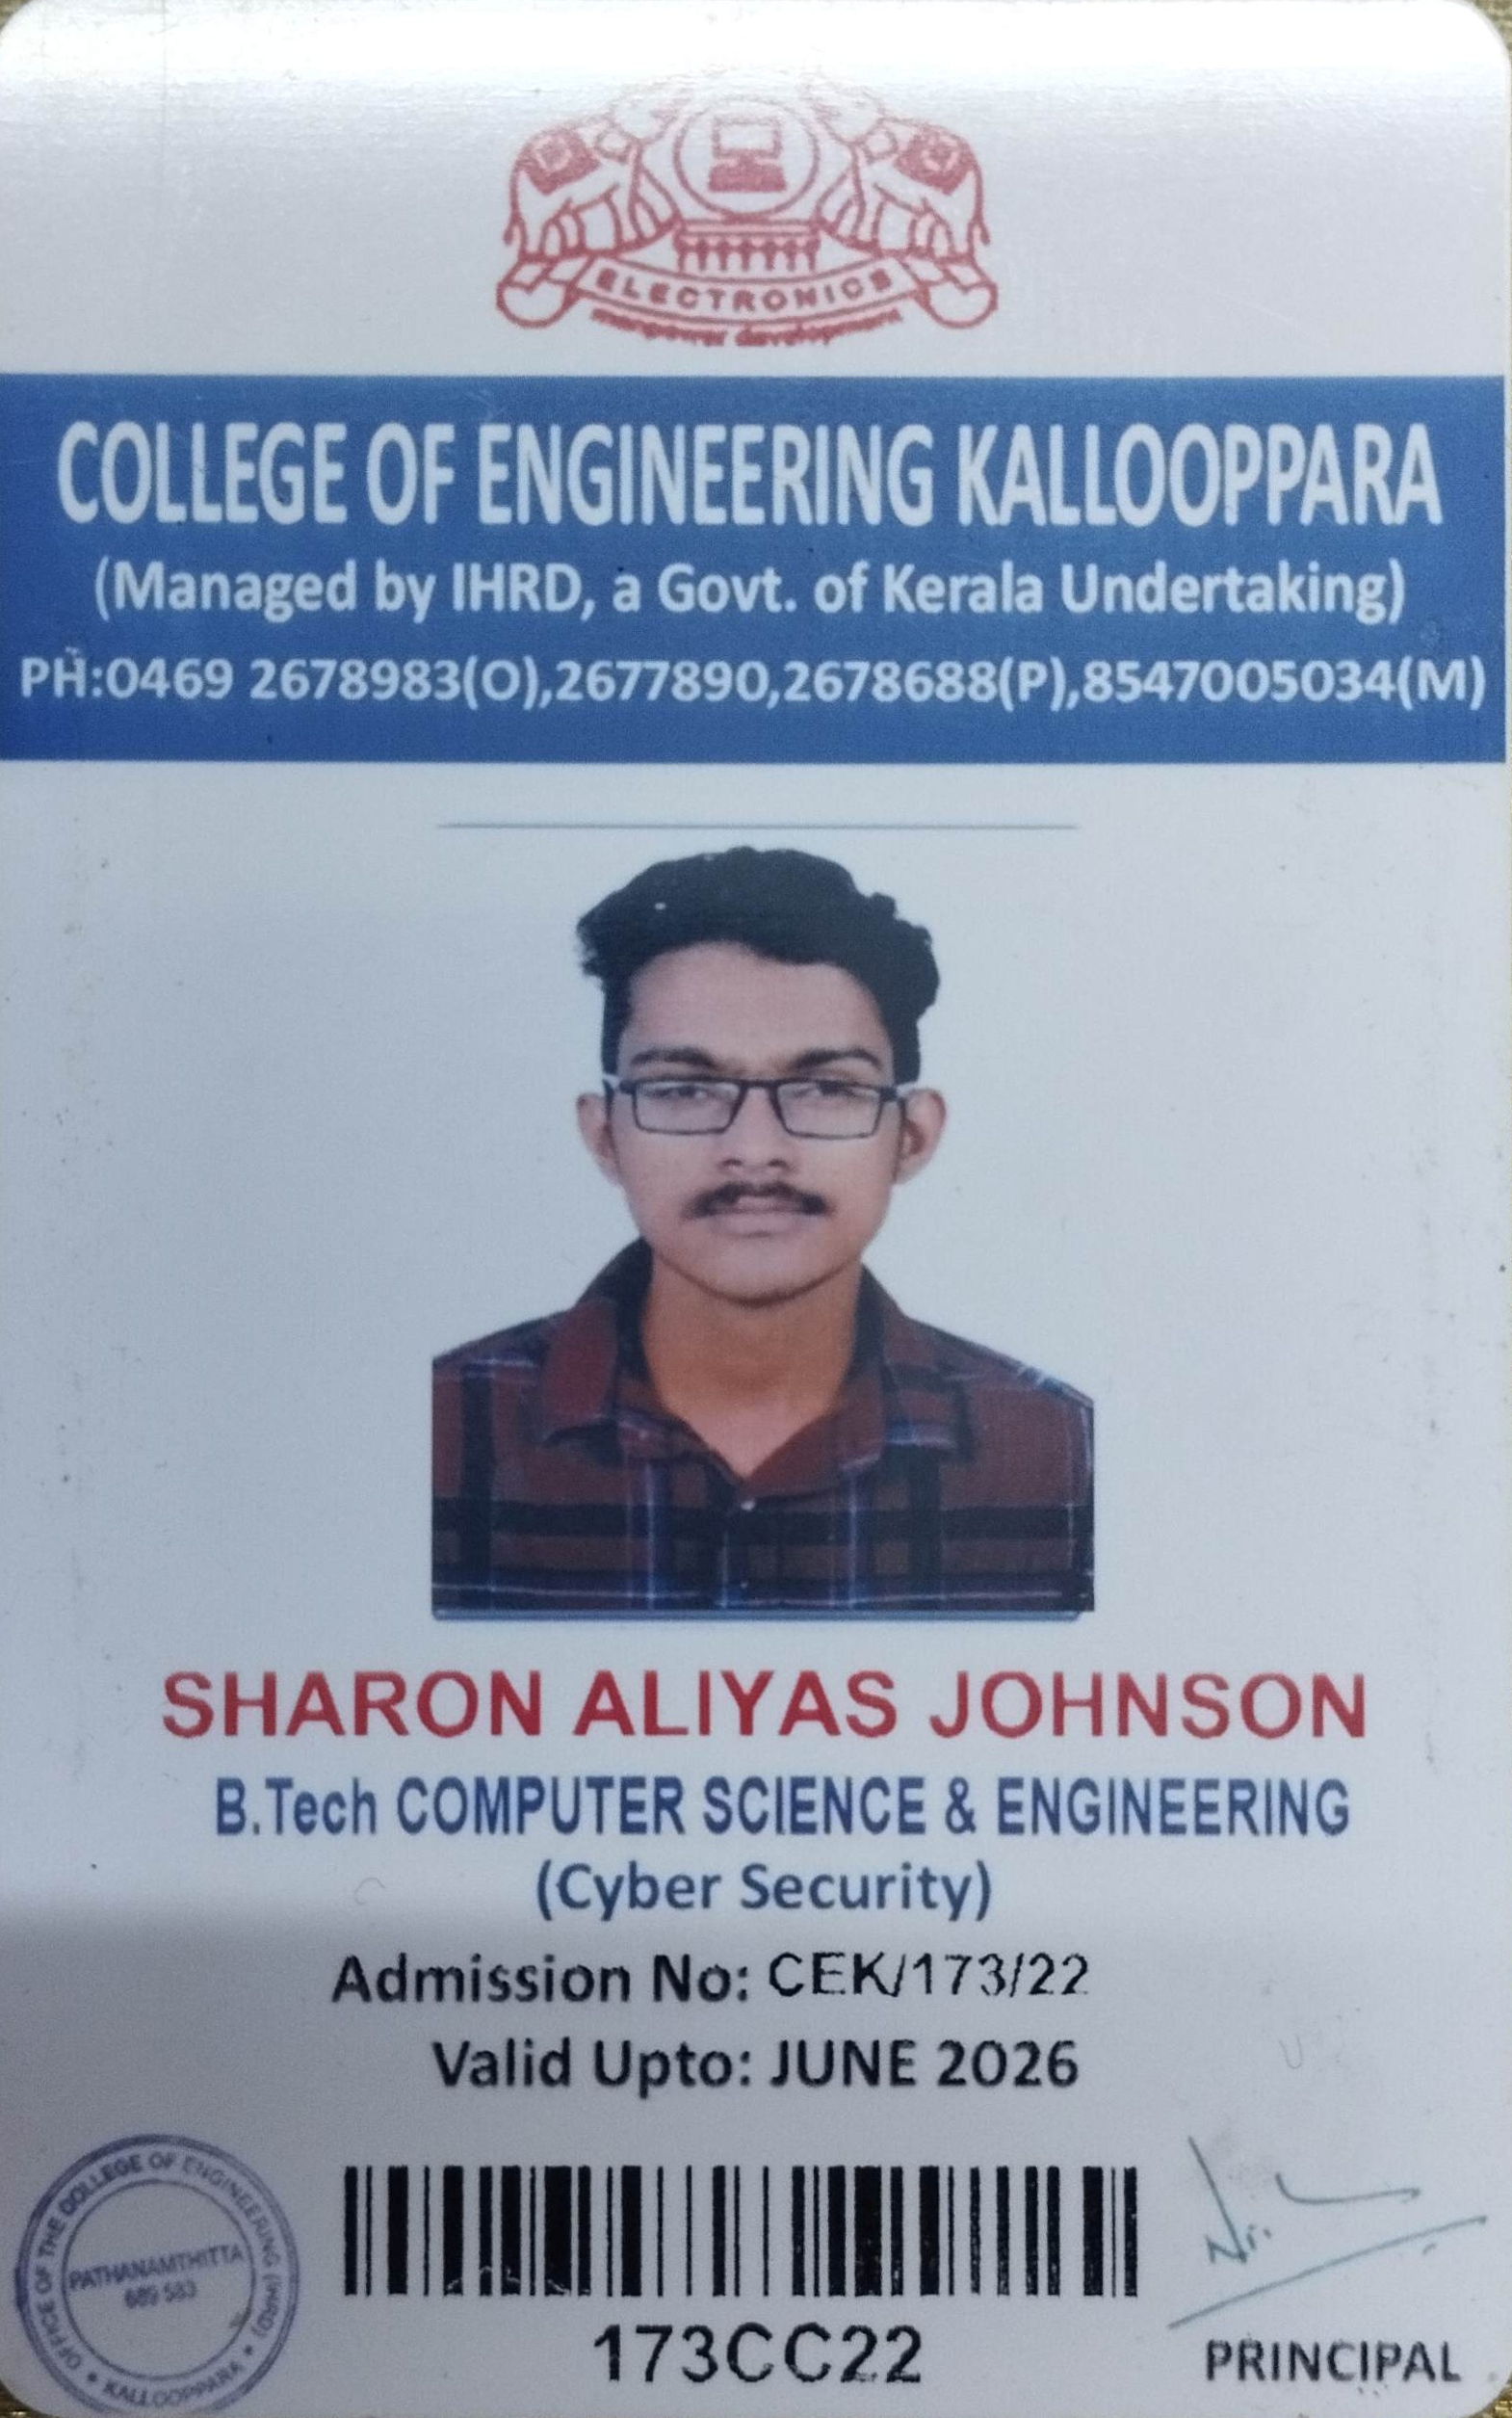 ELECTRONICS
manpower development
COLLEGE OF ENGINEERING KALLOOPPARA
(Managed by IHRD, a Govt. of Kerala Undertaking)
PH:0469 2678983(O),2677890,2678688(P),8547005034(M)
SHARON ALIYAS JOHNSON
B.Tech COMPUTER SCIENCE & ENGINEERING
(Cyber Security)
Admission No: CEK/173/22
Valid Upto: JUNE 2026
OFFICE OF THE COLLEGE OF ENGINEERING (IHRD)
KALLOOPPARA
PATHANAMTHITTA
689 583
173CC22
PRINCIPAL